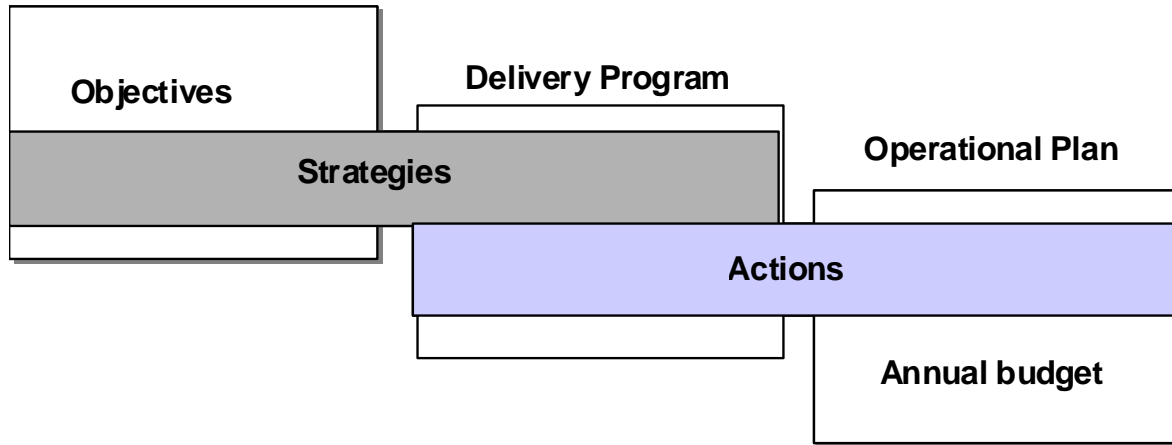 Objectives
Delivery Program
Operational Plan
Strategies
Actions
Annual budget